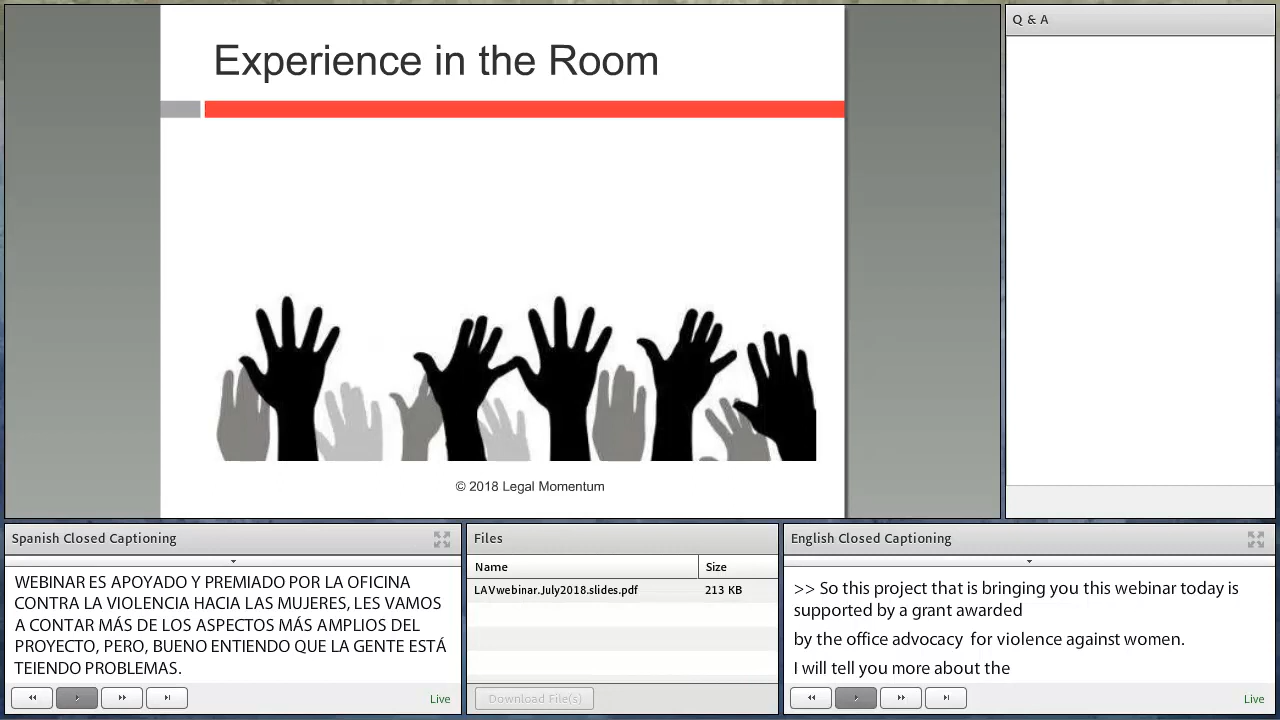 Experience in the Room
© 2018 Legal Momentum
Q & A
Spanish Closed Captioning
WEBINAR ES APOYADO Y PREMIADO POR LA OFICINA
CONTRA LA VIOLENCIA HACIA LAS MUJERES, LES VAMOS
A CONTAR MÁS DE LOS ASPECTOS MÁS AMPLIOS DEL
PROYECTO, PERO, BUENO ENTIENDO QUE LA GENTE ESTÁ
TEIENDO PROBLEMAS.
Live
Files
Name Size
LAVwebinar.July2018.slides.pdf 213 KB
Download File(s)
English Closed Captioning
>> So this project that is bringing you this webinar today is
supported by a grant awarded
by the office advocacy  for violence against women.
I will tell you more about the
Live